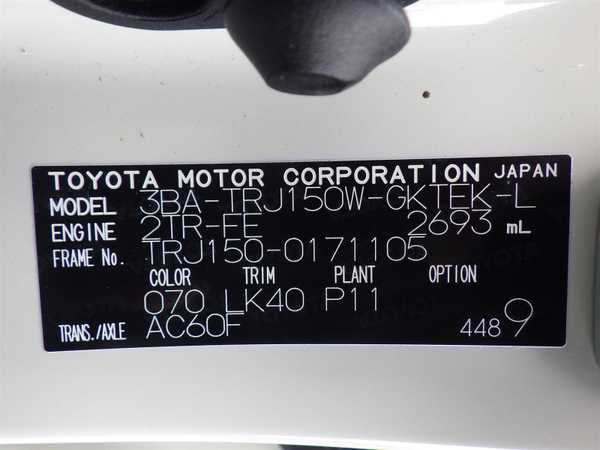 TOYOTA MOTOR CORPORATION JAPAN
MODEL 3BA-TRJ150W-GKTEK-L
ENGINE 2TR-FE 2693 mL
FRAME No. TRJ150-0171105
COLOR TRIM PLANT OPTION
070 LK40 P11
TRANS./AXLE AC60F 448 9